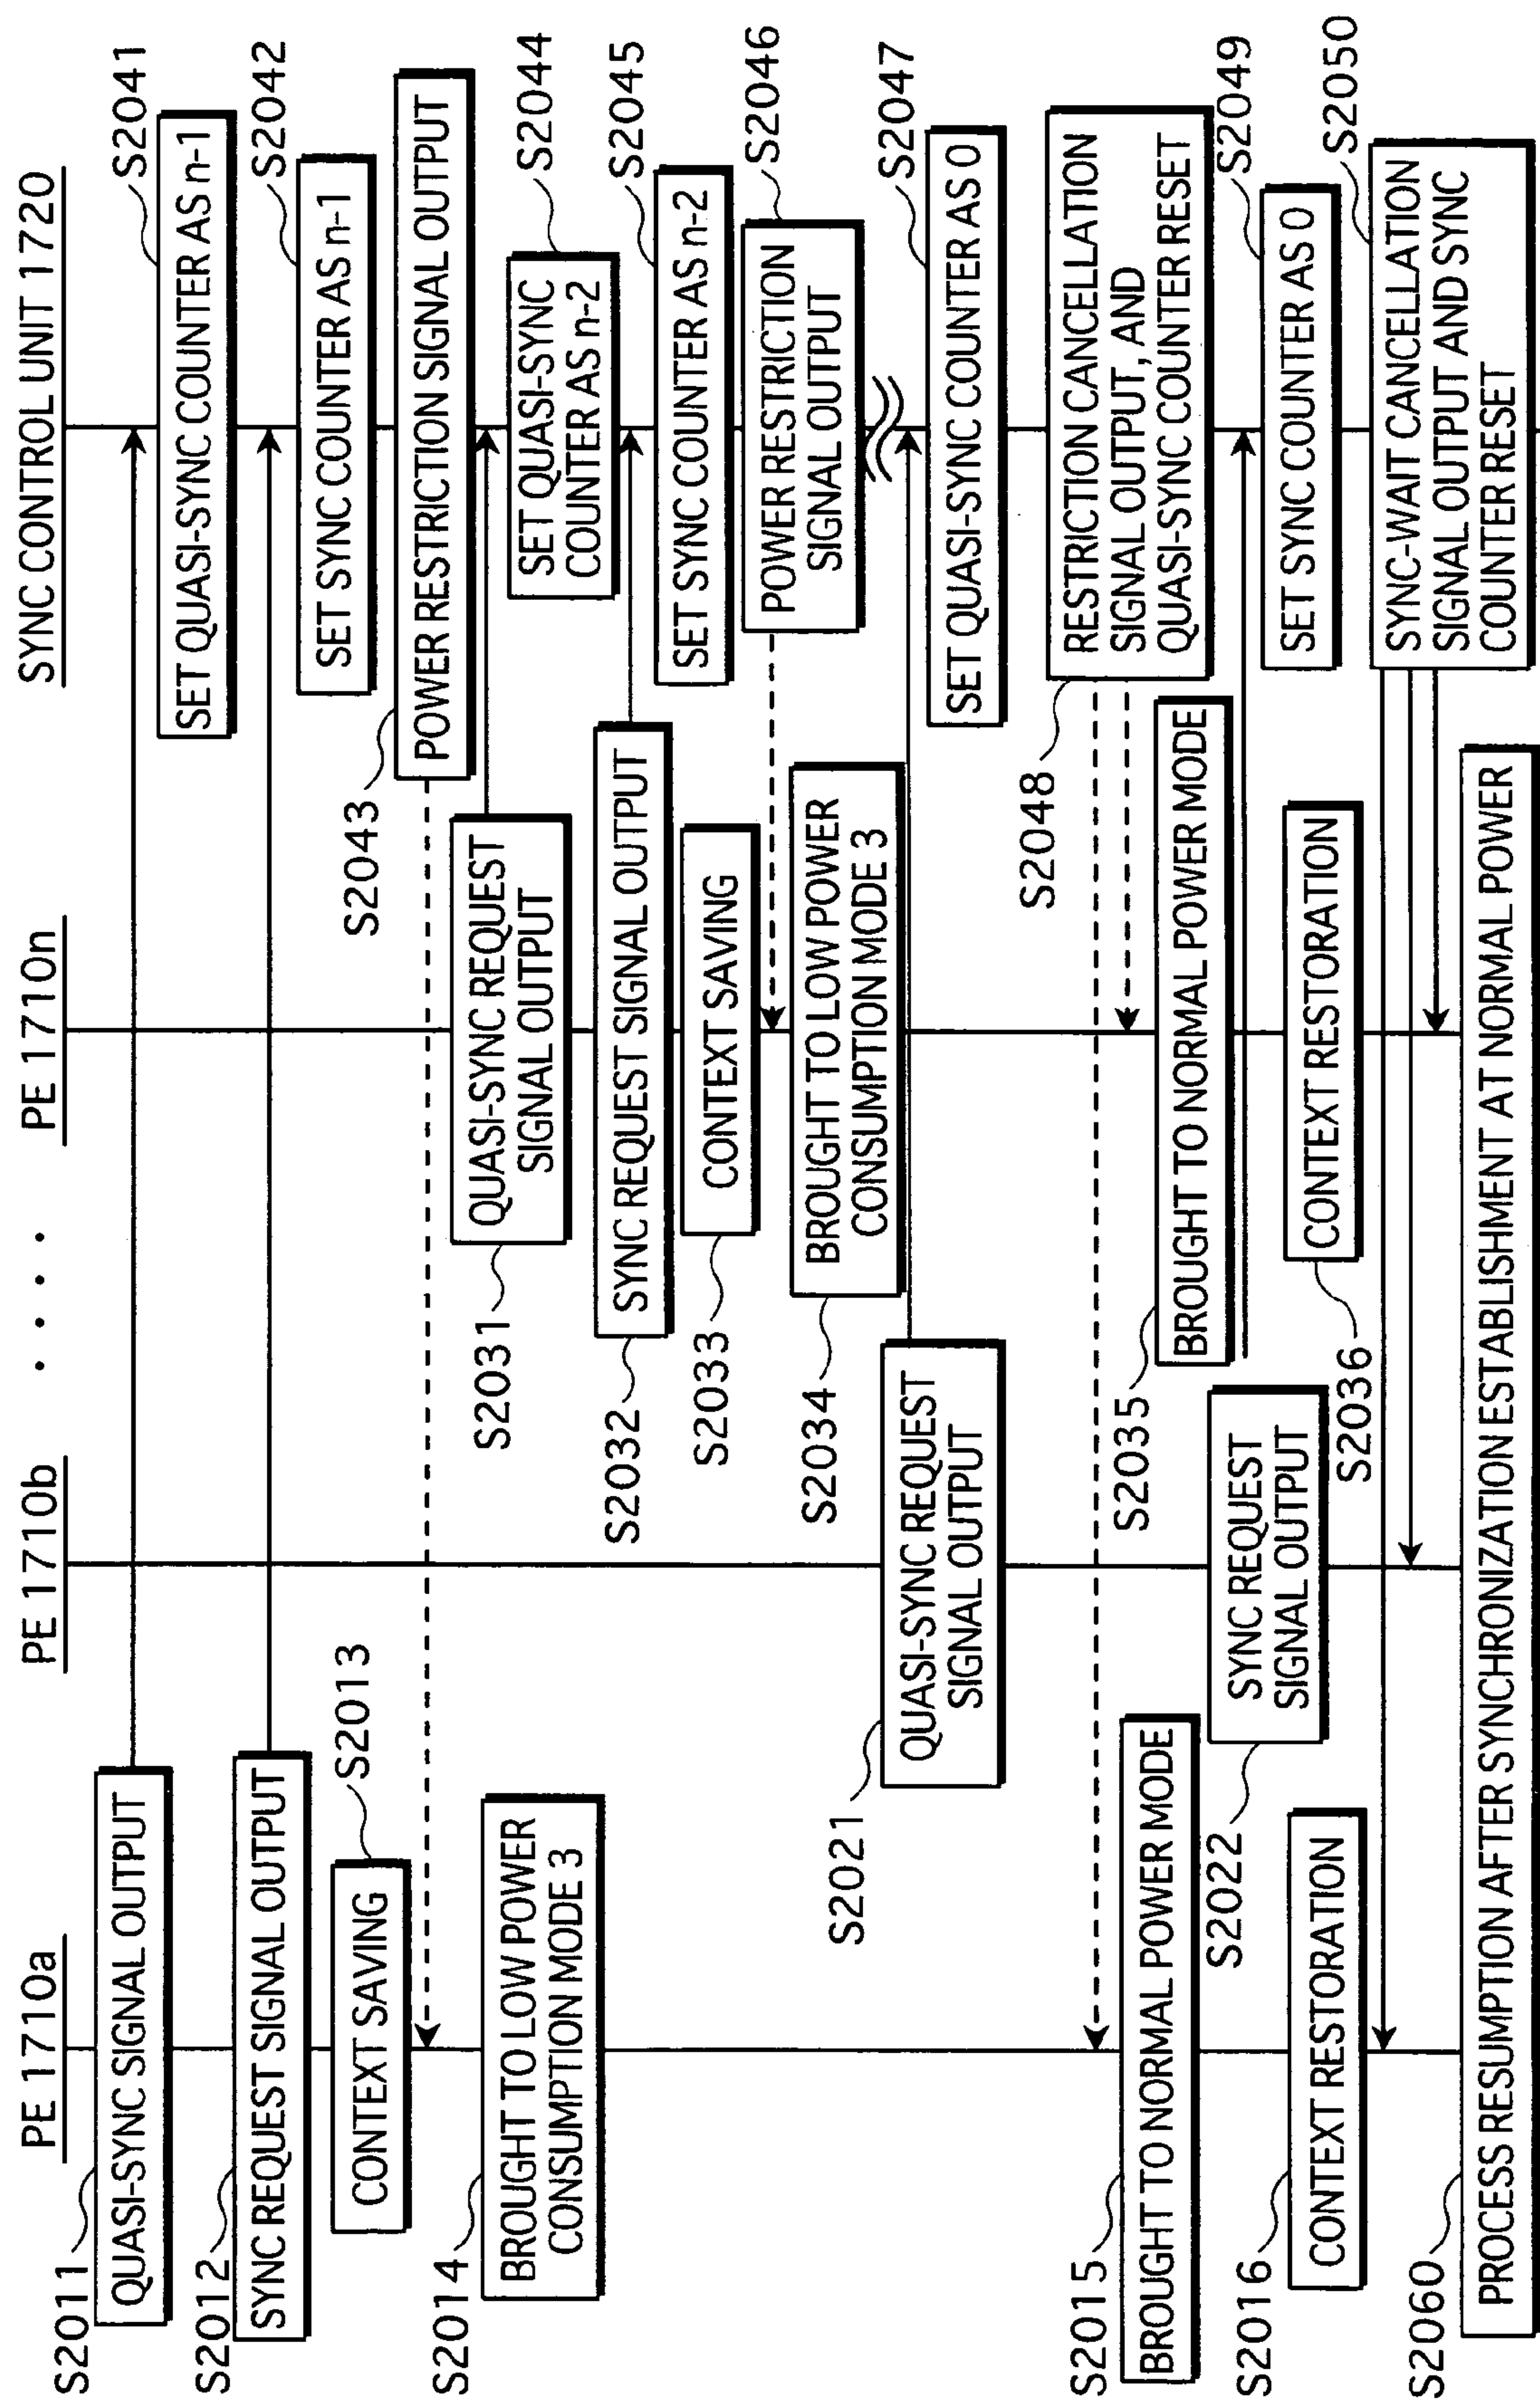 PE 1710a
PE 1710b
. . . .
PE 1710n
SYNC CONTROL UNIT 1720
S2011
QUASI-SYNC SIGNAL OUTPUT
S2041
SET QUASI-SYNC COUNTER AS n-1
S2012
SYNC REQUEST SIGNAL OUTPUT
S2042
SET SYNC COUNTER AS n-1
S2013
CONTEXT SAVING
S2043
POWER RESTRICTION SIGNAL OUTPUT
S2014
BROUGHT TO LOW POWER
CONSUMPTION MODE 3
S2031
QUASI-SYNC REQUEST
SIGNAL OUTPUT
S2044
SET QUASI-SYNC
COUNTER AS n-2
S2032
SYNC REQUEST SIGNAL OUTPUT
S2045
SET SYNC COUNTER AS n-2
S2033
CONTEXT SAVING
S2046
POWER RESTRICTION
SIGNAL OUTPUT
S2034
BROUGHT TO LOW POWER
CONSUMPTION MODE 3
S2021
QUASI-SYNC REQUEST
SIGNAL OUTPUT
S2047
SET QUASI-SYNC COUNTER AS 0
S2048
RESTRICTION CANCELLATION
SIGNAL OUTPUT, AND
QUASI-SYNC COUNTER RESET
S2015
BROUGHT TO NORMAL POWER MODE
S2035
BROUGHT TO NORMAL POWER MODE
S2022
SYNC REQUEST
SIGNAL OUTPUT
S2049
SET SYNC COUNTER AS 0
S2016
CONTEXT RESTORATION
S2036
CONTEXT RESTORATION
S2050
SYNC-WAIT CANCELLATION
SIGNAL OUTPUT AND SYNC
COUNTER RESET
S2060
PROCESS RESUMPTION AFTER SYNCHRONIZATION ESTABLISHMENT AT NORMAL POWER